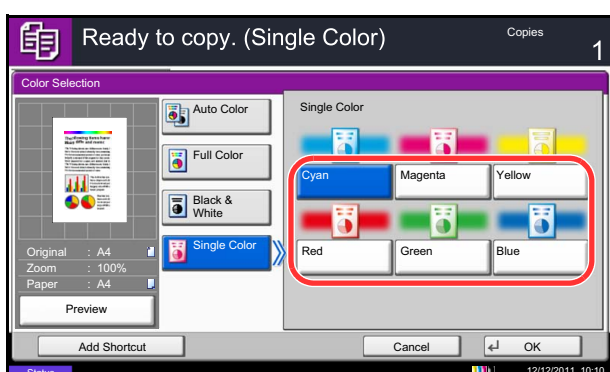 Ready to copy. (Single Color)
Copies
1
Color Selection
Auto Color
Full Color
Black &
White
Single Color
Original : A4
Zoom : 100%
Paper : A4
Preview
Single Color
Cyan
Magenta
Yellow
Red
Green
Blue
Add Shortcut
Cancel
OK
Status
12/12/2011 10:10